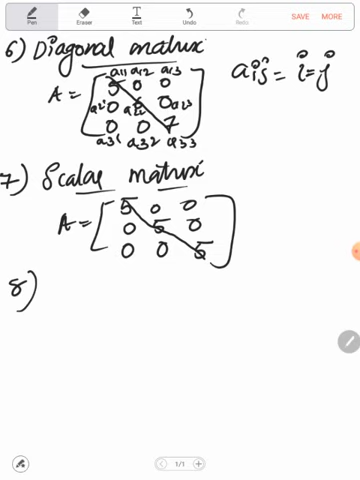 Pen Eraser Text Undo Redo SAVE MORE
6) Diagonal matrix
a11 a12 a13
5 0 0
A = a21 0 a22 0 a23
0 0 7
a31 a32 a33
aij = i=j
7) Scalar matrix
5 0 0
A = 0 5 0
0 0 5
8)
1/1